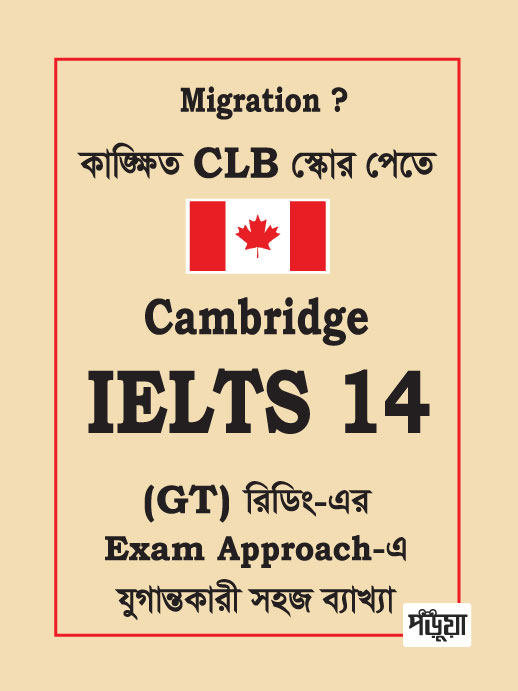 Migration ?
কাঙ্ক্ষিত CLB স্কোর পেতে
Cambridge
IELTS 14
(GT) রিডিং-এর
Exam Approach-এ
যুগান্তকারী সহজ ব্যাখ্যা
পড়ুয়া